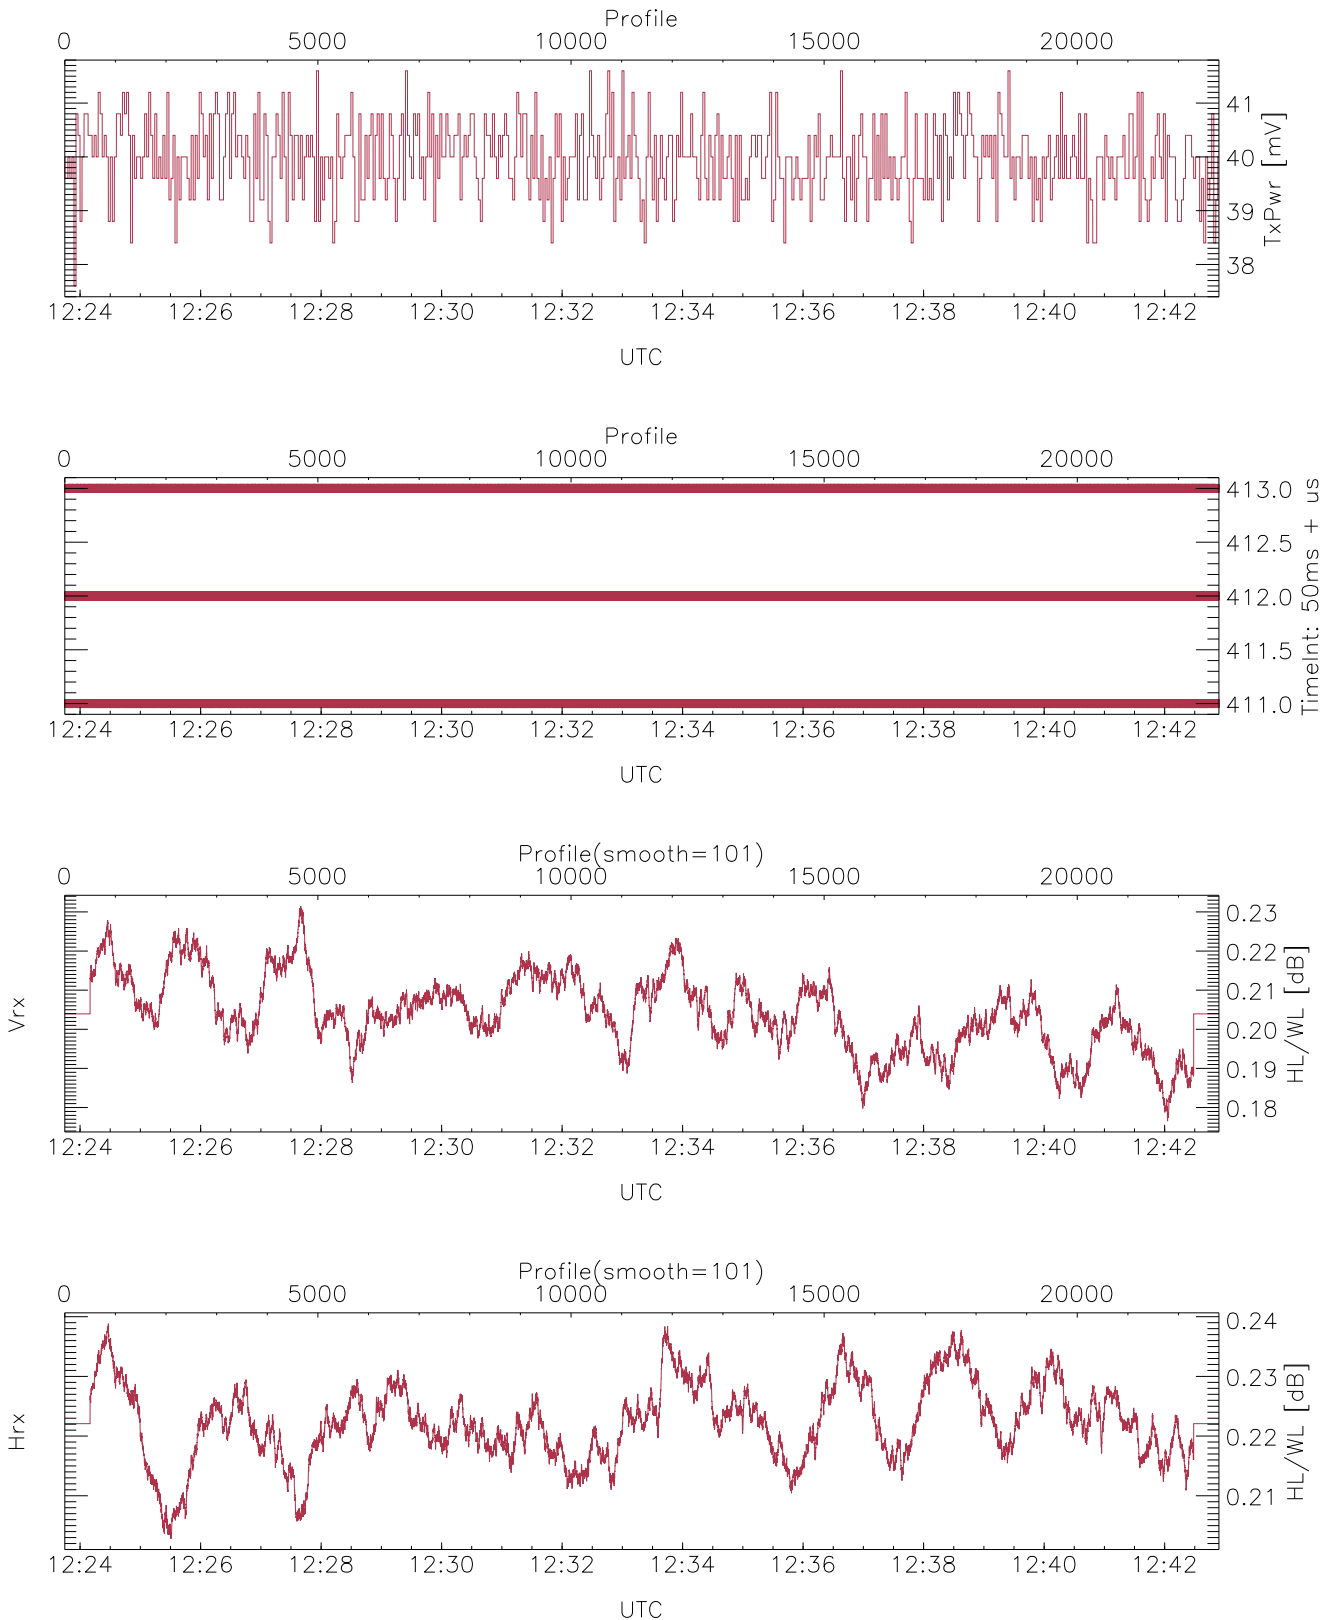 Profile
0 5000 10000 15000 20000
41
40
39
38
TxPwr [mV]
12:24 12:26 12:28 12:30 12:32 12:34 12:36 12:38 12:40 12:42
UTC
Profile
0 5000 10000 15000 20000
413.0
412.5
412.0
411.5
411.0
TimeInt: 50ms + us
12:24 12:26 12:28 12:30 12:32 12:34 12:36 12:38 12:40 12:42
UTC
Profile(smooth=101)
0 5000 10000 15000 20000
Vrx
0.23
0.22
0.21
0.20
0.19
0.18
HL/WL [dB]
12:24 12:26 12:28 12:30 12:32 12:34 12:36 12:38 12:40 12:42
UTC
Profile(smooth=101)
0 5000 10000 15000 20000
Hrx
0.24
0.23
0.22
0.21
HL/WL [dB]
12:24 12:26 12:28 12:30 12:32 12:34 12:36 12:38 12:40 12:42
UTC